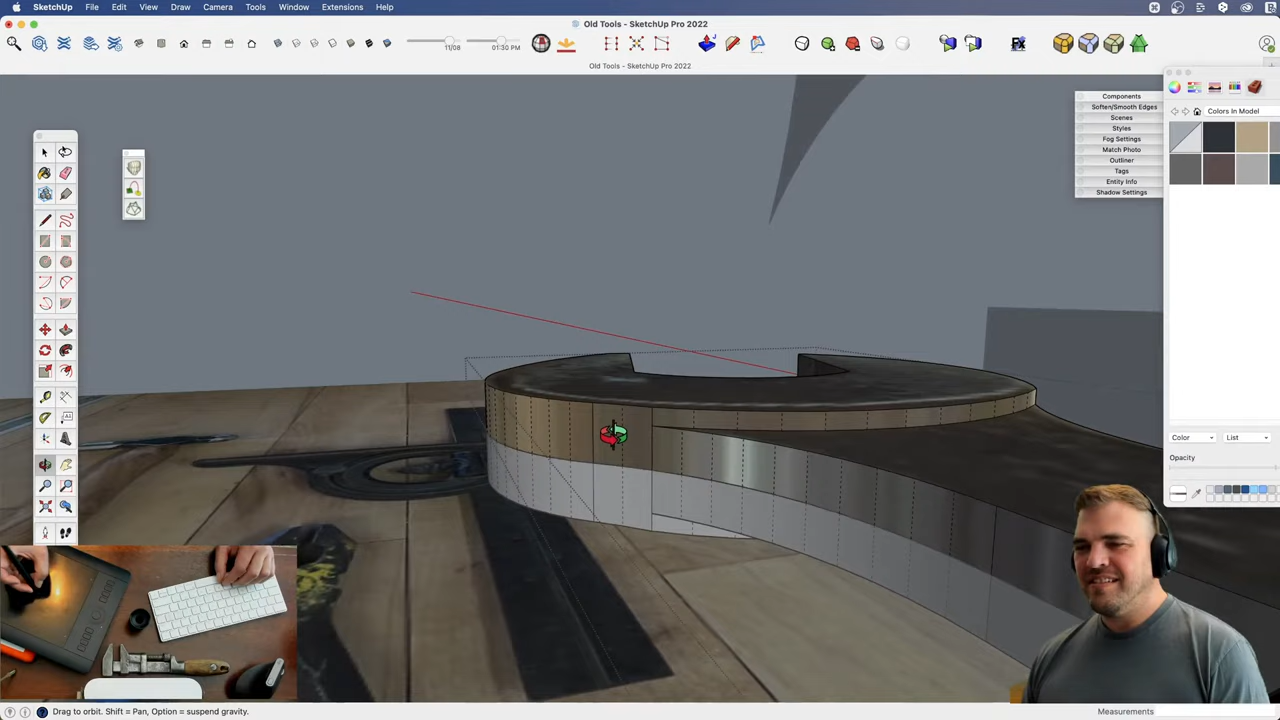 SketchUp File Edit View Draw Camera Tools Window Extensions Help
Old Tools - SketchUp Pro 2022
11/08 01:30 PM
Old Tools - SketchUp Pro 2022
Components
Soften/Smooth Edges
Scenes
Styles
Fog Settings
Match Photo
Outliner
Tags
Entity Info
Shadow Settings
Colors In Model
Color List
Opacity
Drag to orbit. Shift = Pan, Option = suspend gravity.
Measurements